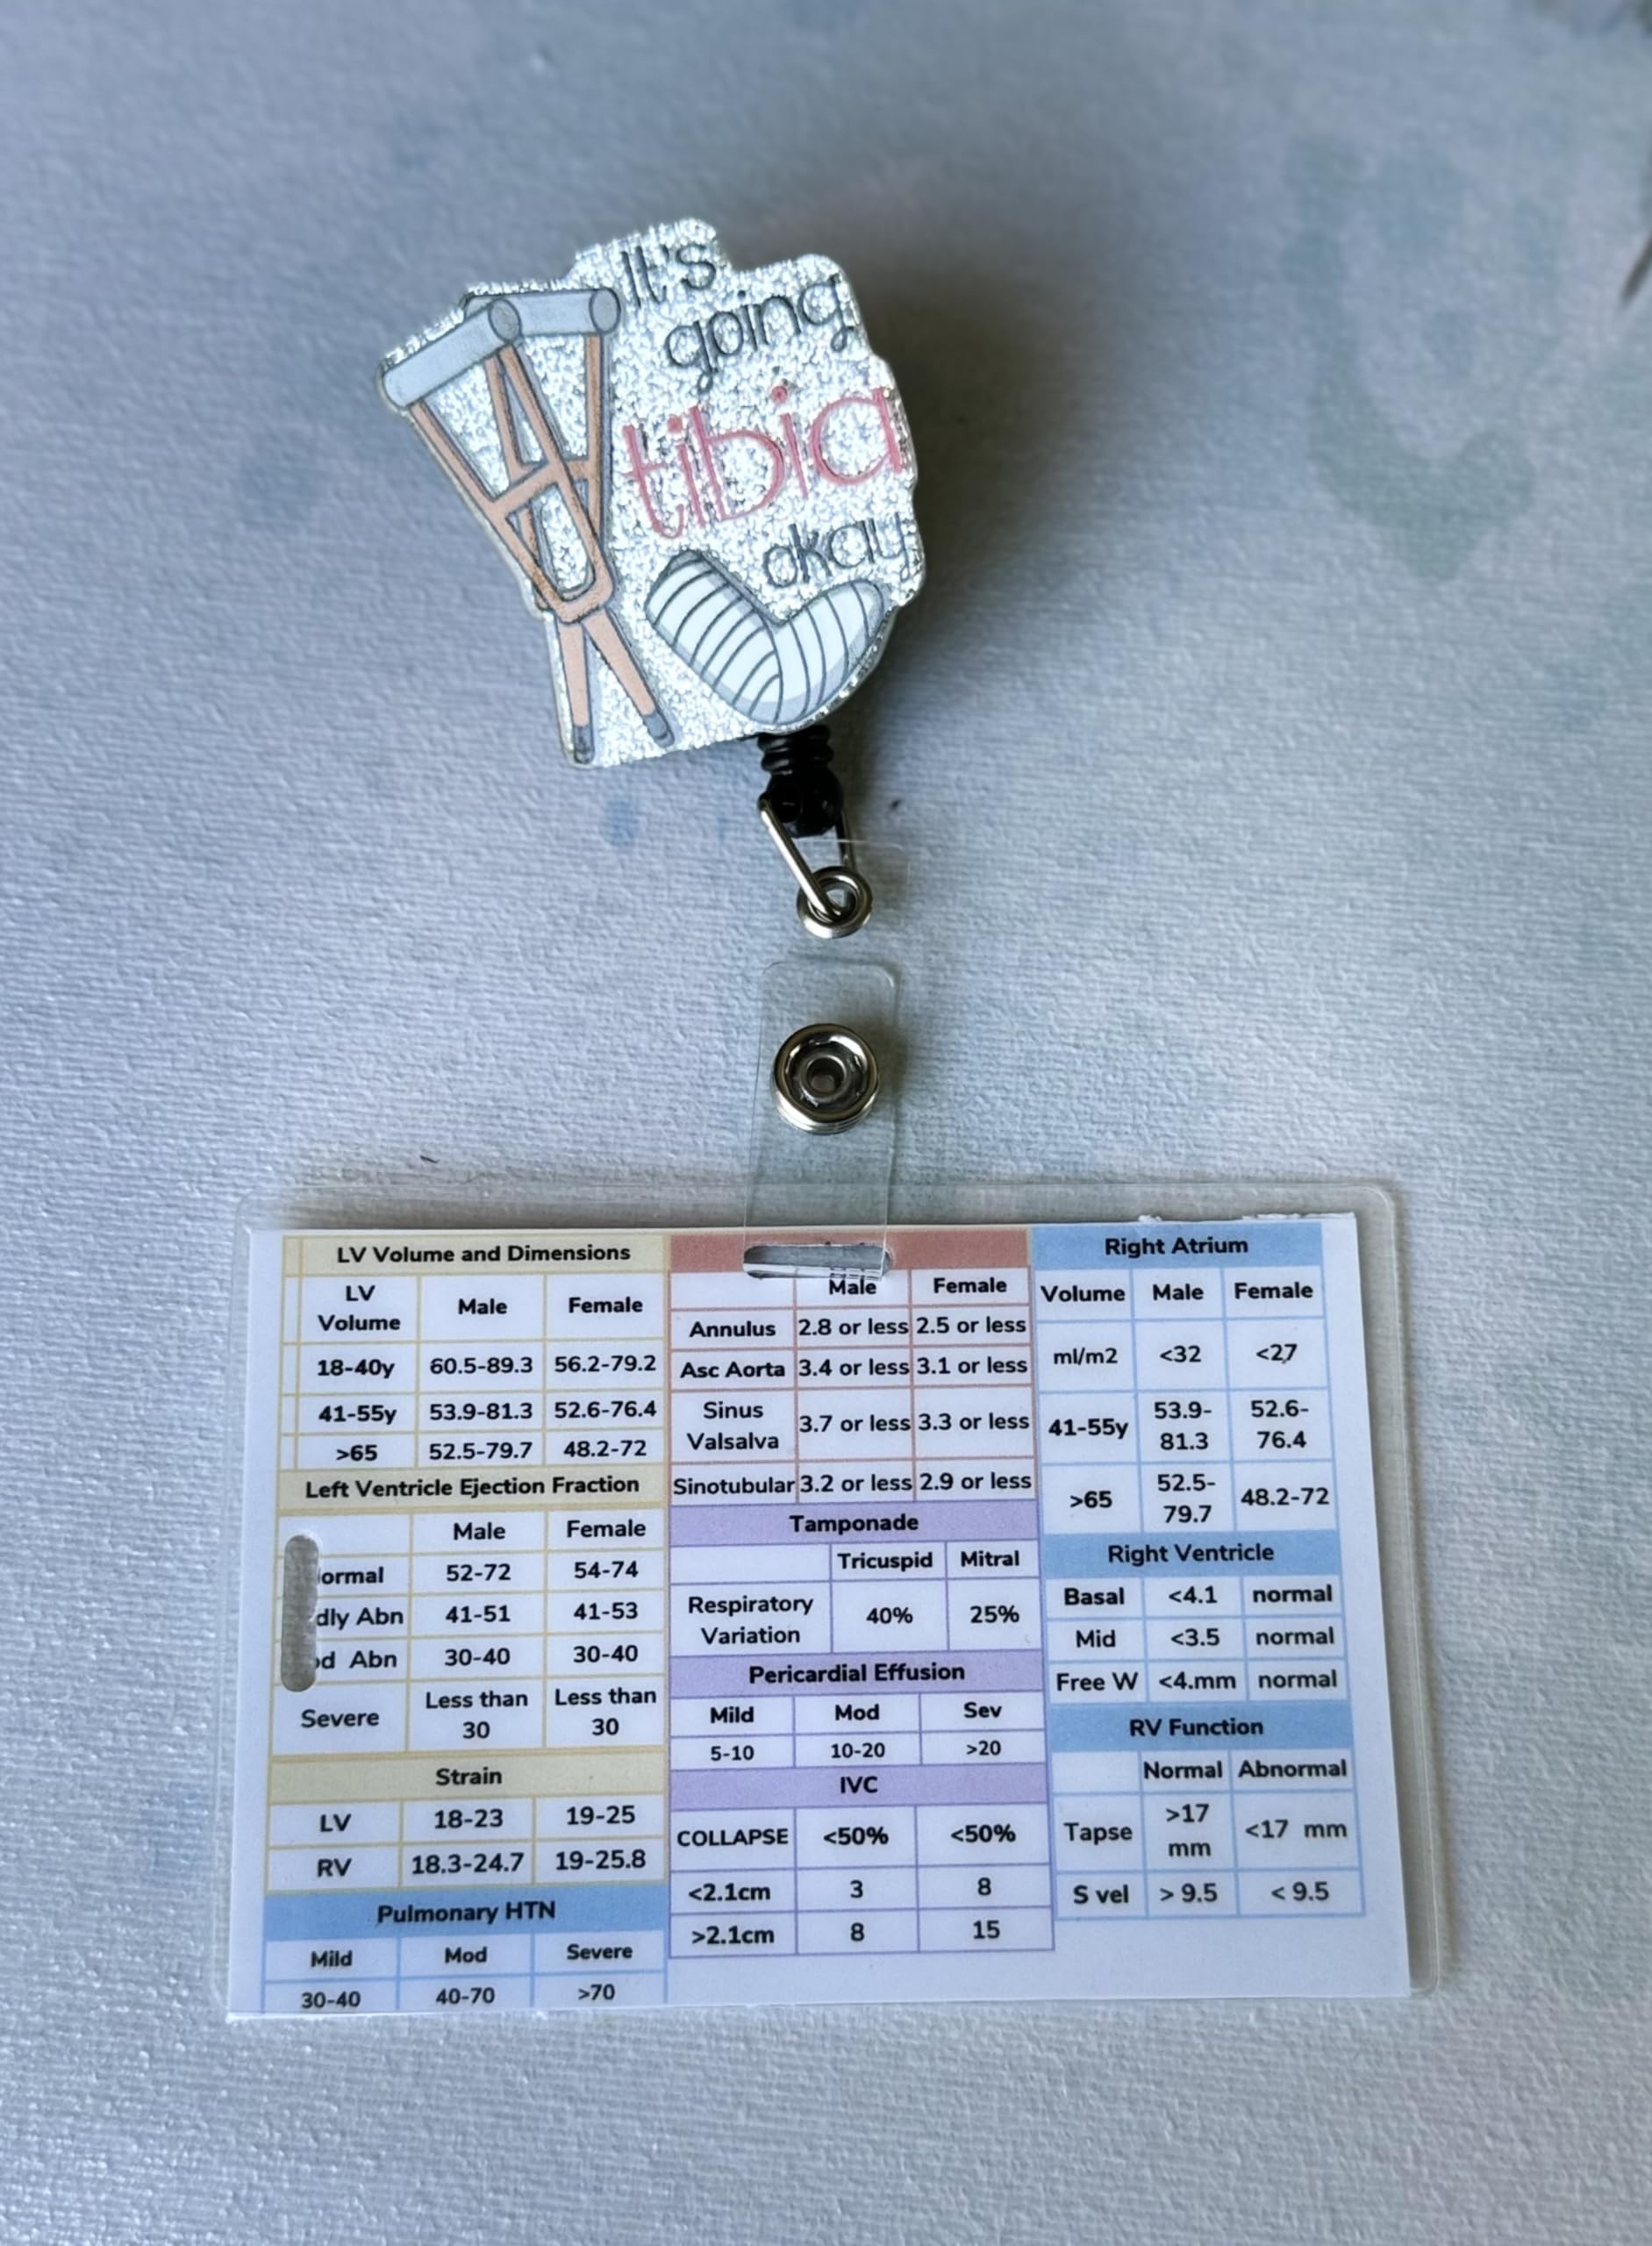 It's
going
tibia
okay
LV Volume and Dimensions
LV Volume Male Female
18-40y 60.5-89.3 56.2-79.2
41-55y 53.9-81.3 52.6-76.4
>65 52.5-79.7 48.2-72
Left Ventricle Ejection Fraction
Male Female
ormal 52-72 54-74
dly Abn 41-51 41-53
d Abn 30-40 30-40
Severe Less than 30 Less than 30
Strain
LV 18-23 19-25
RV 18.3-24.7 19-25.8
Pulmonary HTN
Mild Mod Severe
30-40 40-70 >70
Male Female
Annulus 2.8 or less 2.5 or less
Asc Aorta 3.4 or less 3.1 or less
Sinus Valsalva 3.7 or less 3.3 or less
Sinotubular 3.2 or less 2.9 or less
Tamponade
Tricuspid Mitral
Respiratory Variation 40% 25%
Pericardial Effusion
Mild Mod Sev
5-10 10-20 >20
IVC
COLLAPSE <50% <50%
<2.1cm 3 8
>2.1cm 8 15
Right Atrium
Volume Male Female
ml/m2 <32 <27
41-55y 53.9-81.3 52.6-76.4
>65 52.5-79.7 48.2-72
Right Ventricle
Basal <4.1 normal
Mid <3.5 normal
Free W <4.mm normal
RV Function
Normal Abnormal
Tapse >17 mm <17 mm
S vel > 9.5 < 9.5